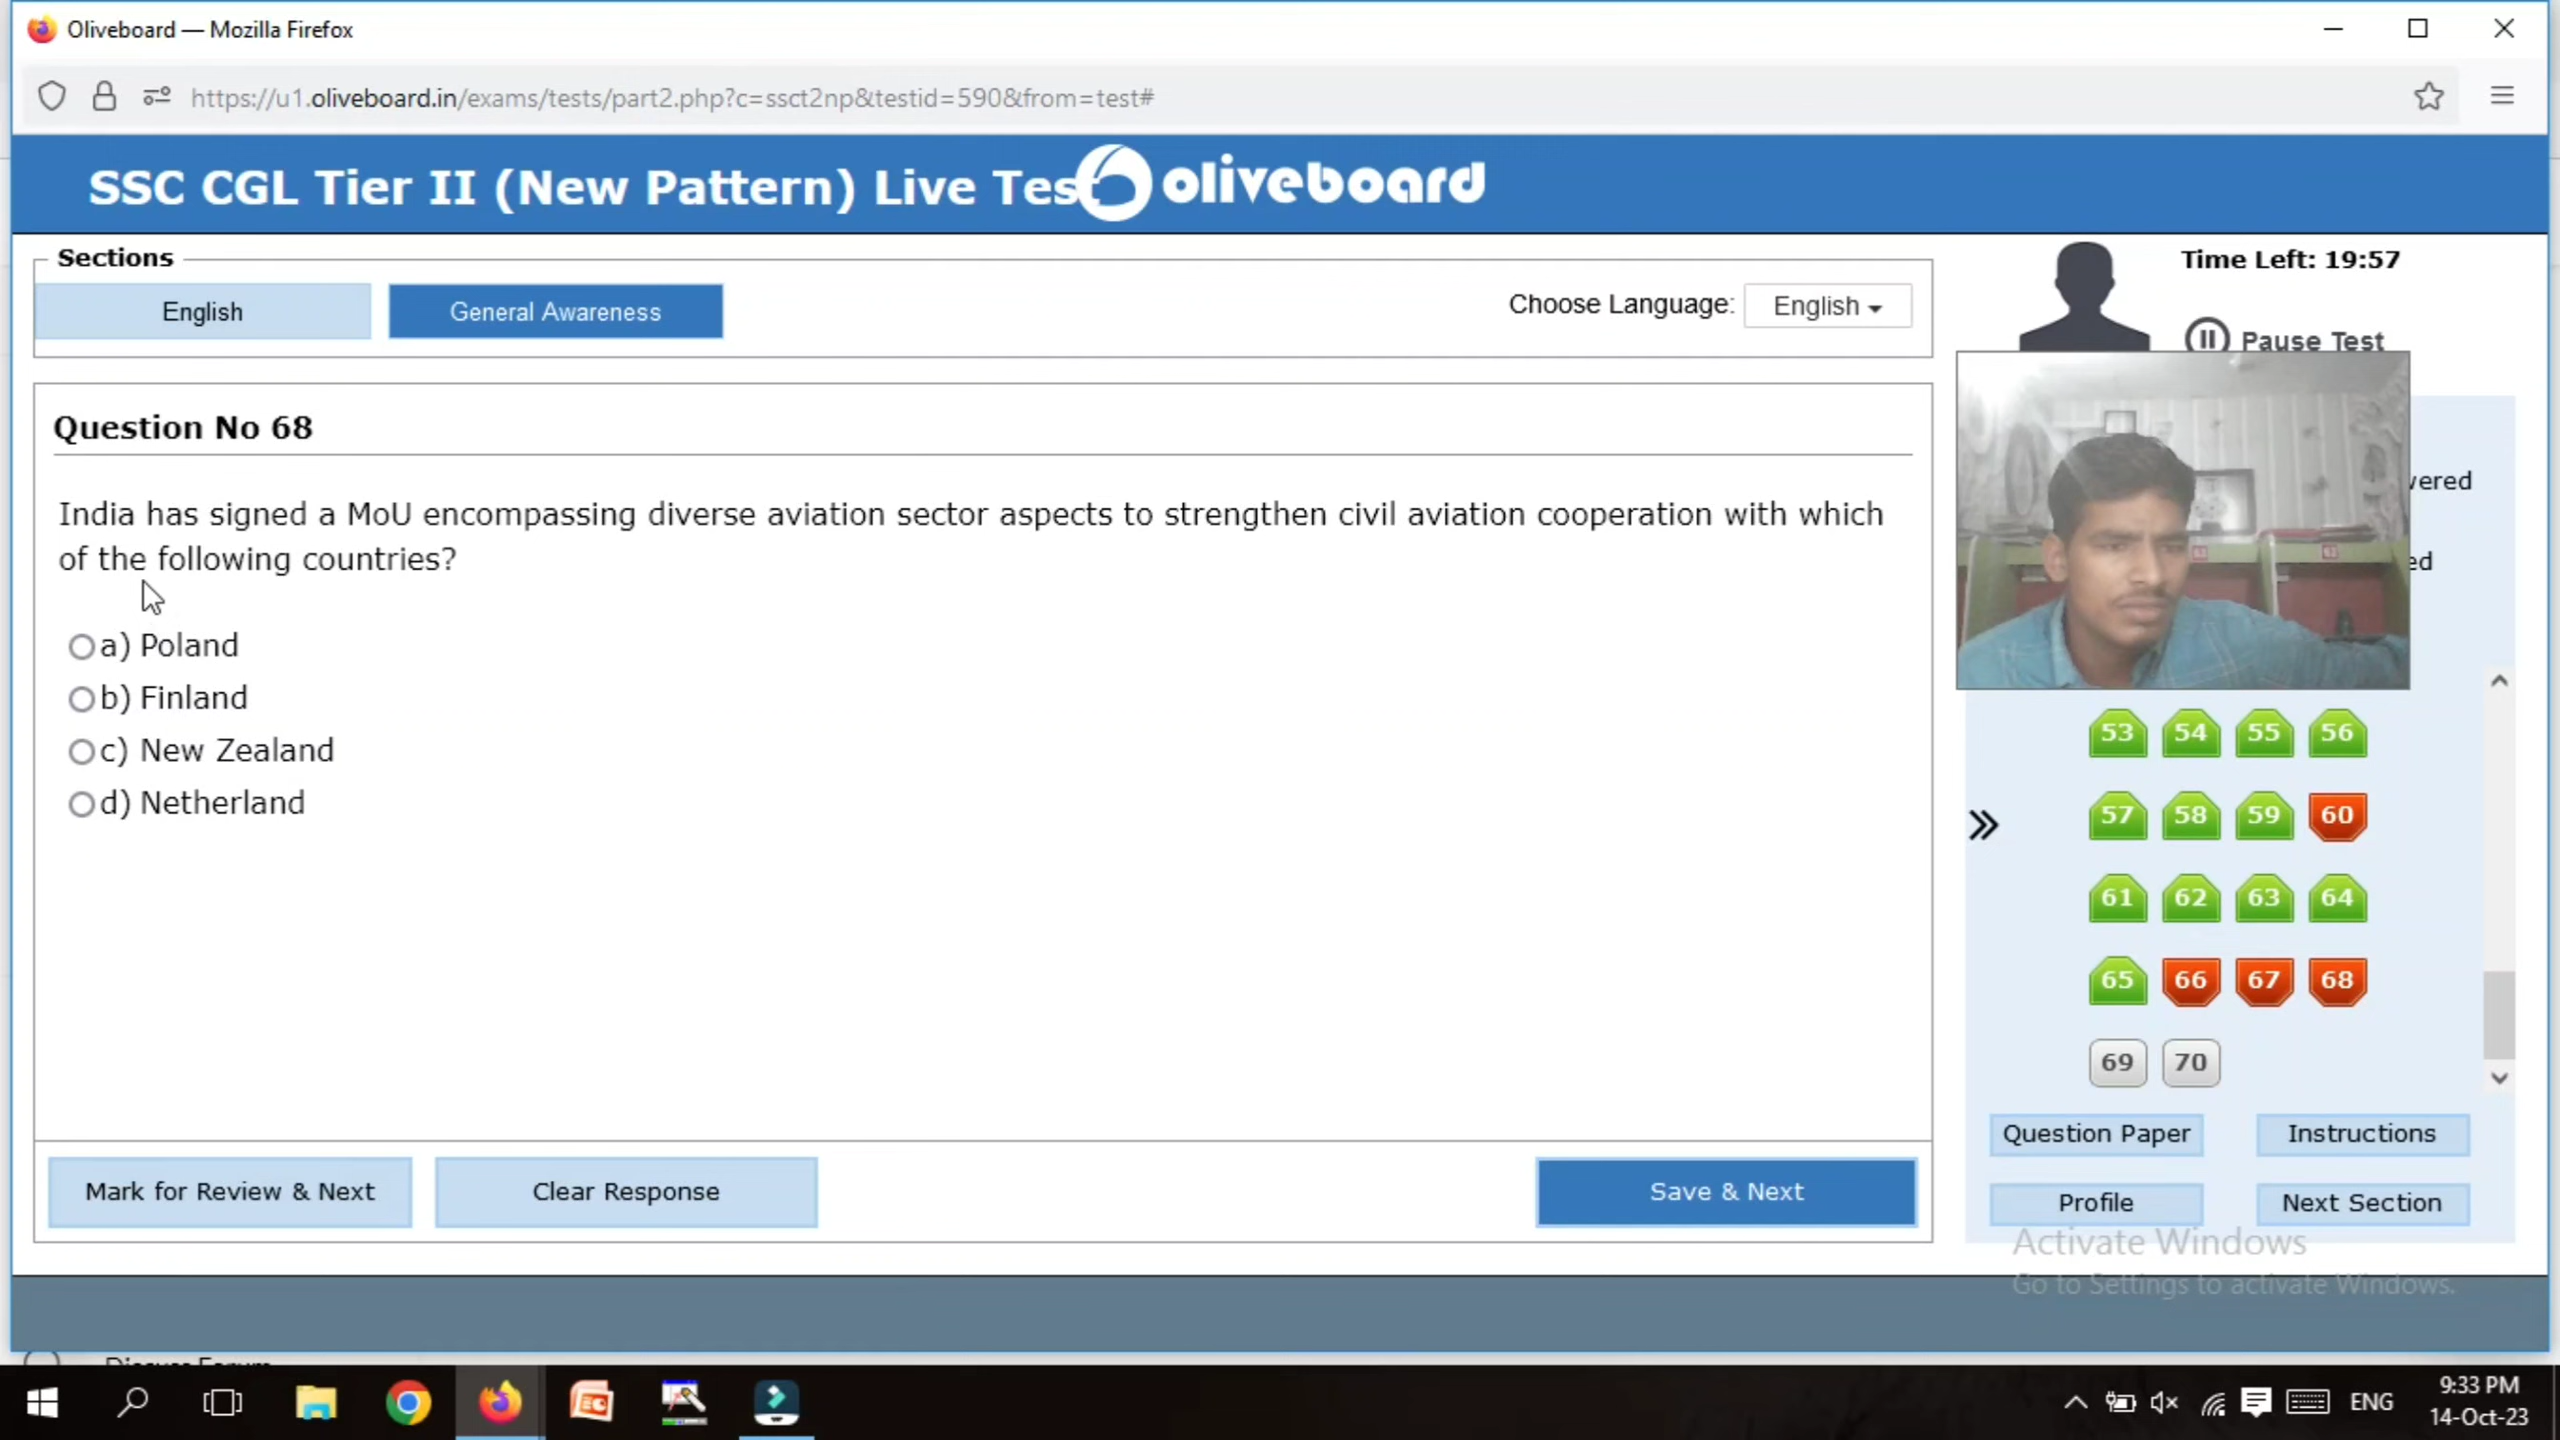 Oliveboard — Mozilla Firefox
https://u1.oliveboard.in/exams/tests/part2.php?c=ssct2np&testid=590&from=test#
SSC CGL Tier II (New Pattern) Live Tes
oliveboard
Sections
English
General Awareness
Choose Language:
English
Time Left: 19:57
Pause Test
Question No 68
India has signed a MoU encompassing diverse aviation sector aspects to strengthen civil aviation cooperation with which
of the following countries?
a) Poland
b) Finland
c) New Zealand
d) Netherland
vered
ed
53 54 55 56
57 58 59 60
61 62 63 64
65 66 67 68
69 70
Mark for Review & Next
Clear Response
Save & Next
Question Paper
Instructions
Profile
Next Section
Activate Windows
Go to Settings to activate Windows.
Discuss Forum
ENG
9:33 PM
14-Oct-23